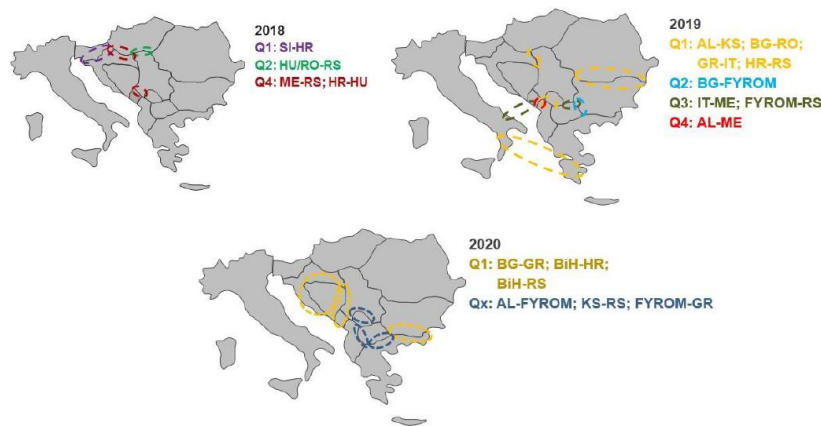 2018
Q1: SI-HR
Q2: HU/RO-RS
Q4: ME-RS; HR-HU
2019
Q1: AL-KS; BG-RO;
GR-IT; HR-RS
Q2: BG-FYROM
Q3: IT-ME; FYROM-RS
Q4: AL-ME
2020
Q1: BG-GR; BiH-HR;
BiH-RS
Qx: AL-FYROM; KS-RS; FYROM-GR